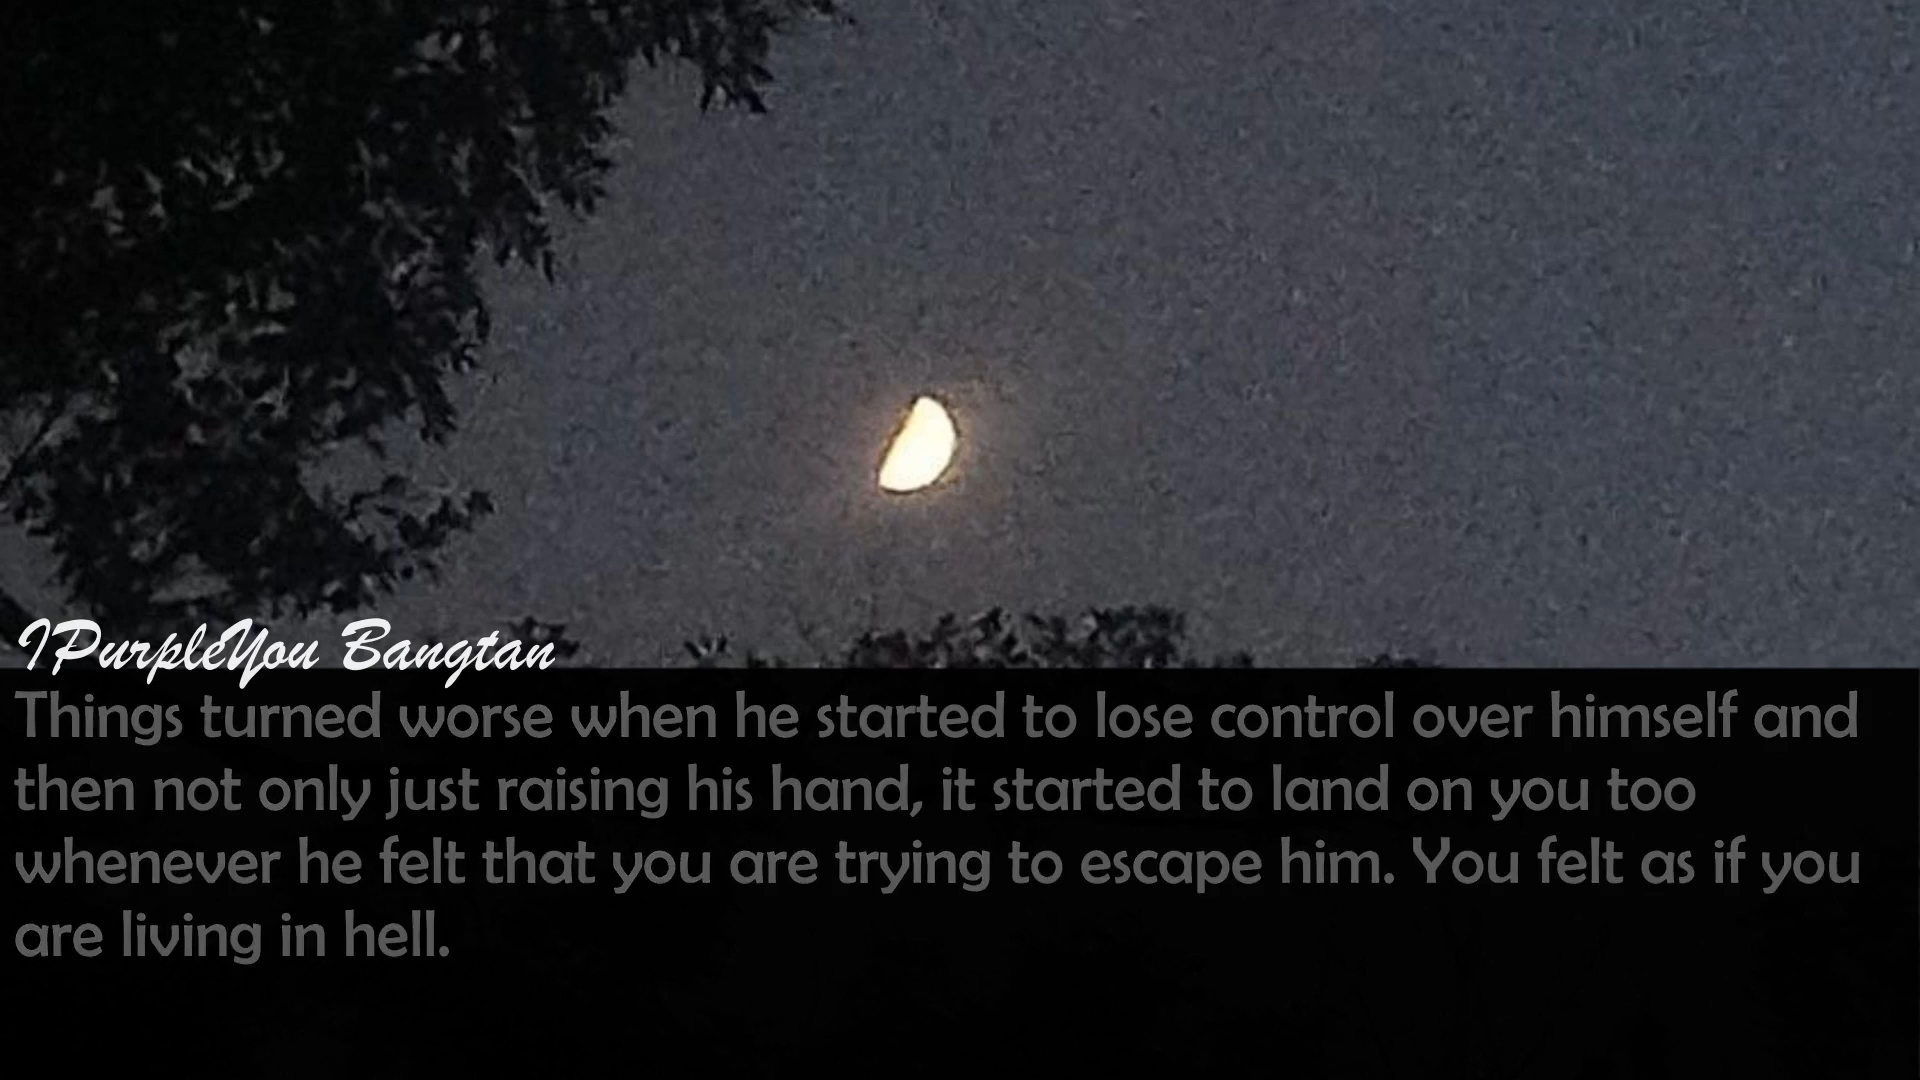 IPurpleYou Bangtan
Things turned worse when he started to lose control over himself and
then not only just raising his hand, it started to land on you too
whenever he felt that you are trying to escape him. You felt as if you
are living in hell.